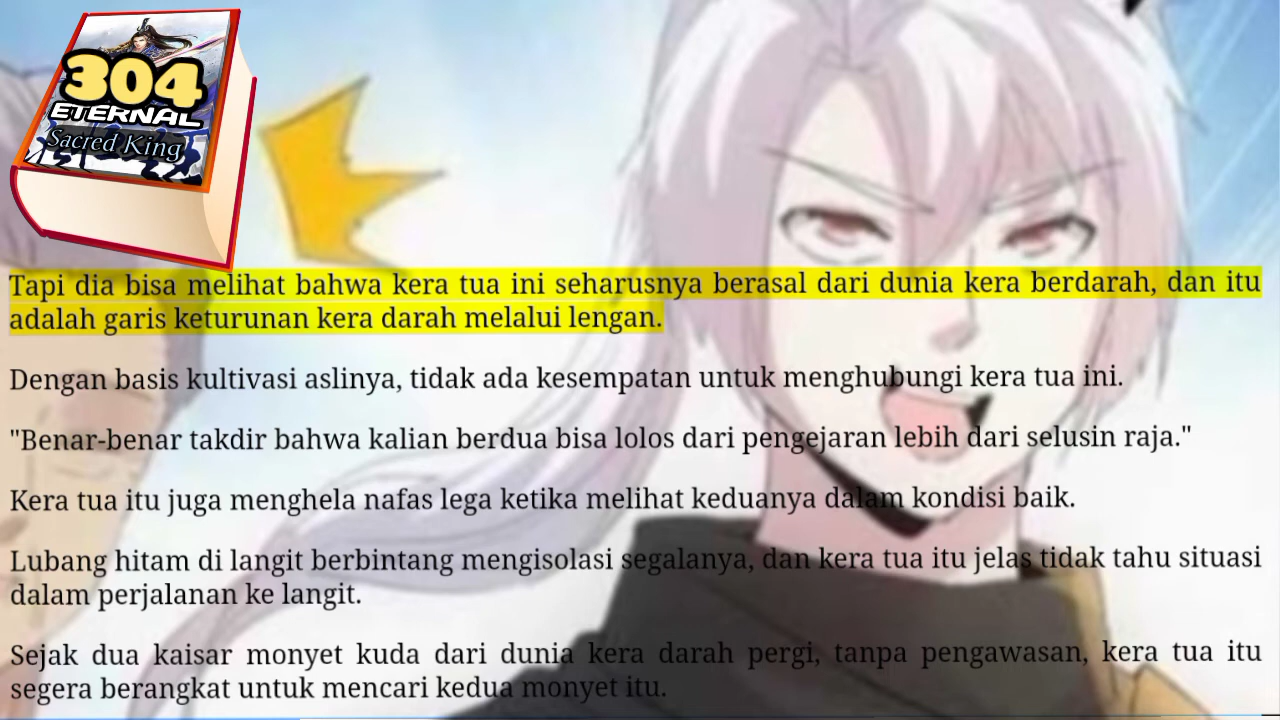 304
ETERNAL
Sacred King
Tapi dia bisa melihat bahwa kera tua ini seharusnya berasal dari dunia kera berdarah, dan itu
adalah garis keturunan kera darah melalui lengan.
Dengan basis kultivasi aslinya, tidak ada kesempatan untuk menghubungi kera tua ini.
"Benar-benar takdir bahwa kalian berdua bisa lolos dari pengejaran lebih dari selusin raja."
Kera tua itu juga menghela nafas lega ketika melihat keduanya dalam kondisi baik.
Lubang hitam di langit berbintang mengisolasi segalanya, dan kera tua itu jelas tidak tahu situasi
dalam perjalanan ke langit.
Sejak dua kaisar monyet kuda dari dunia kera darah pergi, tanpa pengawasan, kera tua itu
segera berangkat untuk mencari kedua monyet itu.